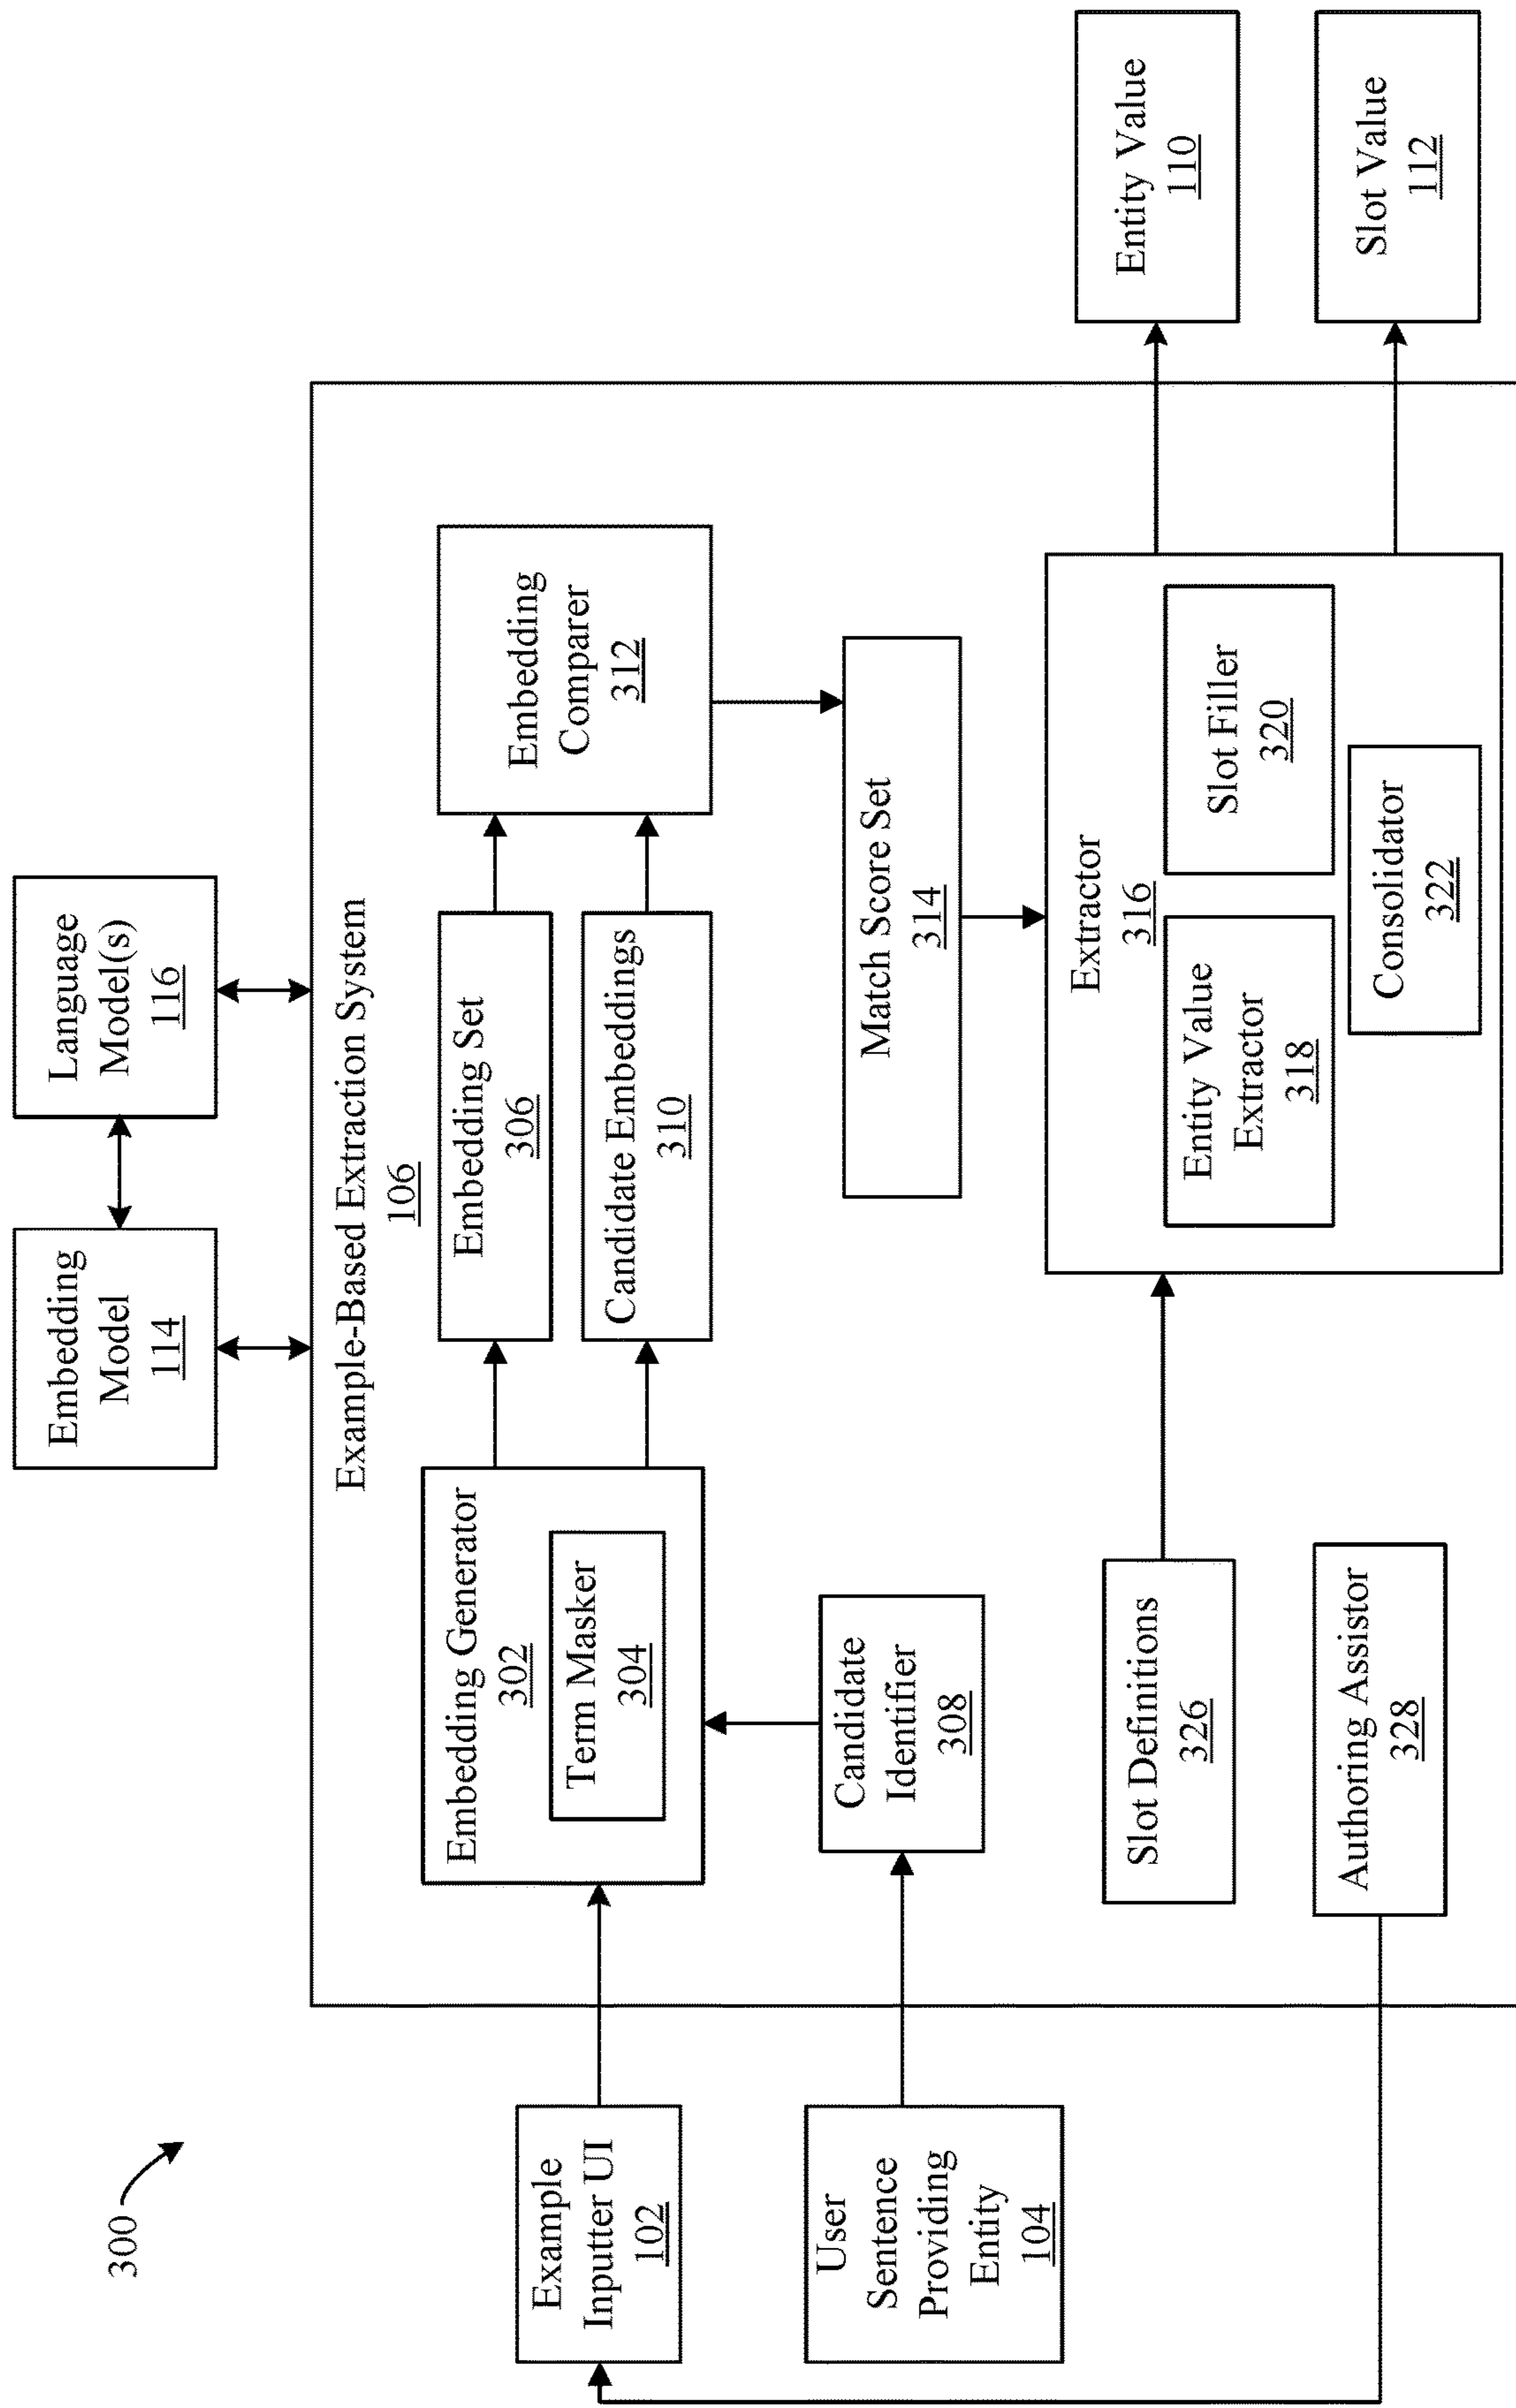 300
Embedding
Model
114
Language
Model(s)
116
Example-Based Extraction System
106
Example
Inputter UI
102
Embedding Generator
302
Term Masker
304
Embedding Set
306
Candidate Embeddings
310
Embedding
Comparer
312
User
Sentence
Providing
Entity
104
Candidate
Identifier
308
Match Score Set
314
Slot Definitions
326
Extractor
316
Entity Value
Extractor
318
Slot Filler
320
Consolidator
322
Entity Value
110
Authoring Assistor
328
Slot Value
112